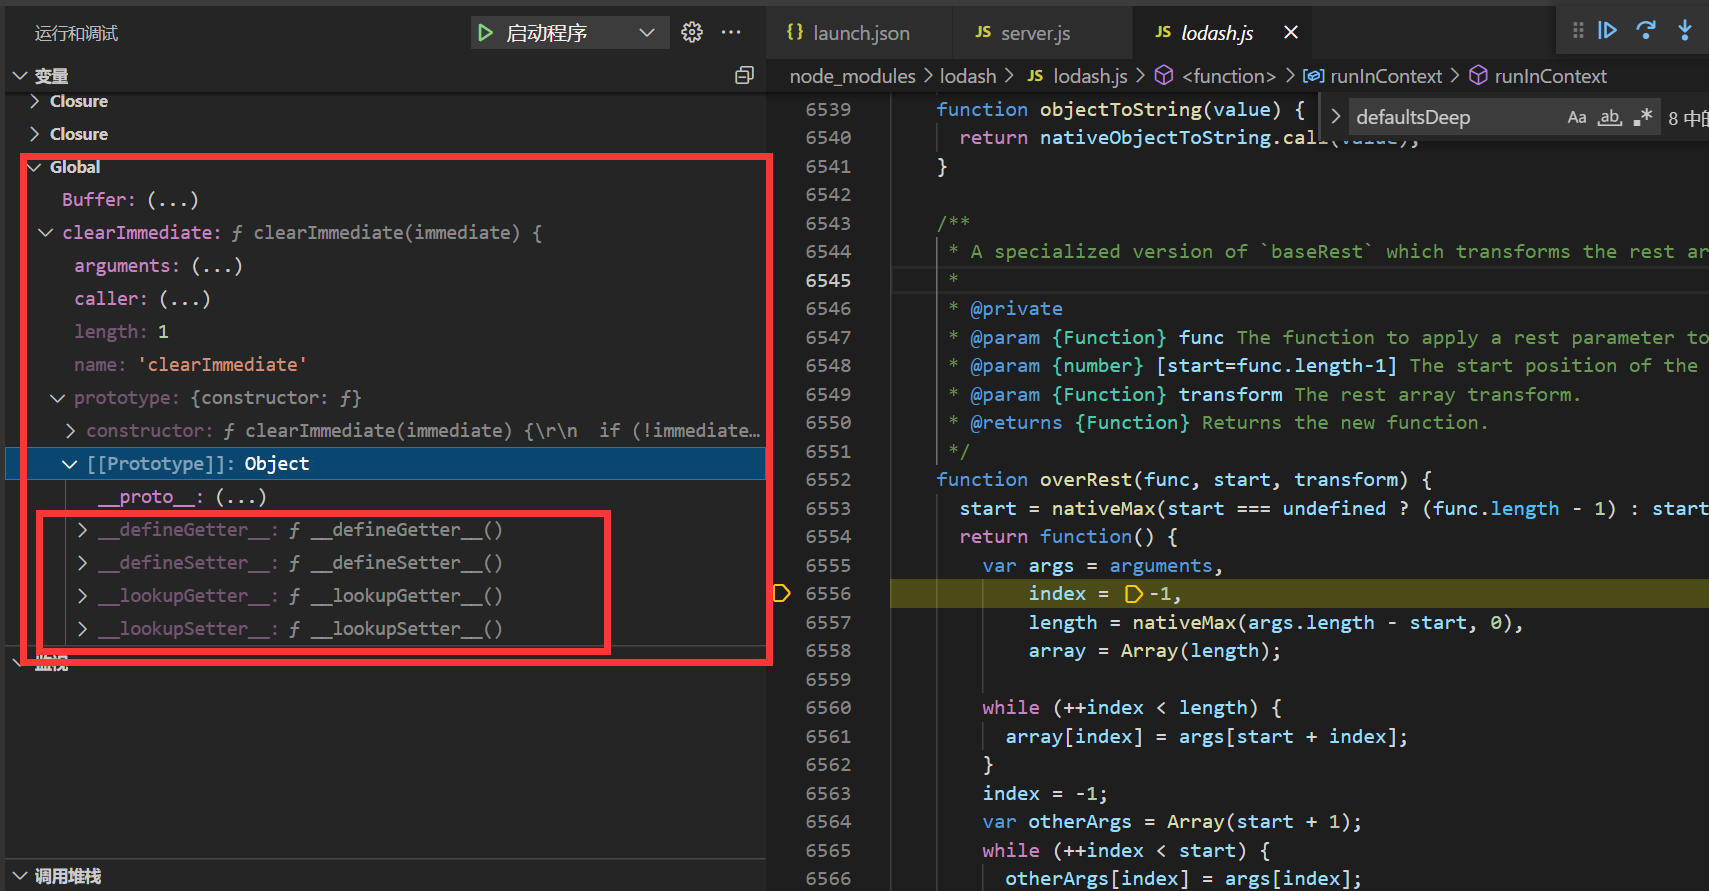 运行和调试
启动程序
变量
Closure
Closure
Global
Buffer: (...)
clearImmediate: ƒ clearImmediate(immediate) {
arguments: (...)
caller: (...)
length: 1
name: 'clearImmediate'
prototype: {constructor: ƒ}
constructor: ƒ clearImmediate(immediate) {\r\n  if (!immediate…
[[Prototype]]: Object
__proto__: (...)
__defineGetter__: ƒ __defineGetter__()
__defineSetter__: ƒ __defineSetter__()
__lookupGetter__: ƒ __lookupGetter__()
__lookupSetter__: ƒ __lookupSetter__()
监视
调用堆栈
{} launch.json
JS server.js
JS lodash.js
node_modules > lodash > JS lodash.js > <function> > runInContext > runInContext
defaultsDeep Aa ab 8 中
6539 function objectToString(value) {
6540 return nativeObjectToString.call(value);
6541 }
6542
6543 /**
6544 * A specialized version of `baseRest` which transforms the rest ar
6545 *
6546 * @private
6547 * @param {Function} func The function to apply a rest parameter to
6548 * @param {number} [start=func.length-1] The start position of the
6549 * @param {Function} transform The rest array transform.
6550 * @returns {Function} Returns the new function.
6551 */
6552 function overRest(func, start, transform) {
6553 start = nativeMax(start === undefined ? (func.length - 1) : start
6554 return function() {
6555 var args = arguments,
6556 index = -1,
6557 length = nativeMax(args.length - start, 0),
6558 array = Array(length);
6559
6560 while (++index < length) {
6561 array[index] = args[start + index];
6562 }
6563 index = -1;
6564 var otherArgs = Array(start + 1);
6565 while (++index < start) {
6566 otherArgs[index] = args[index];